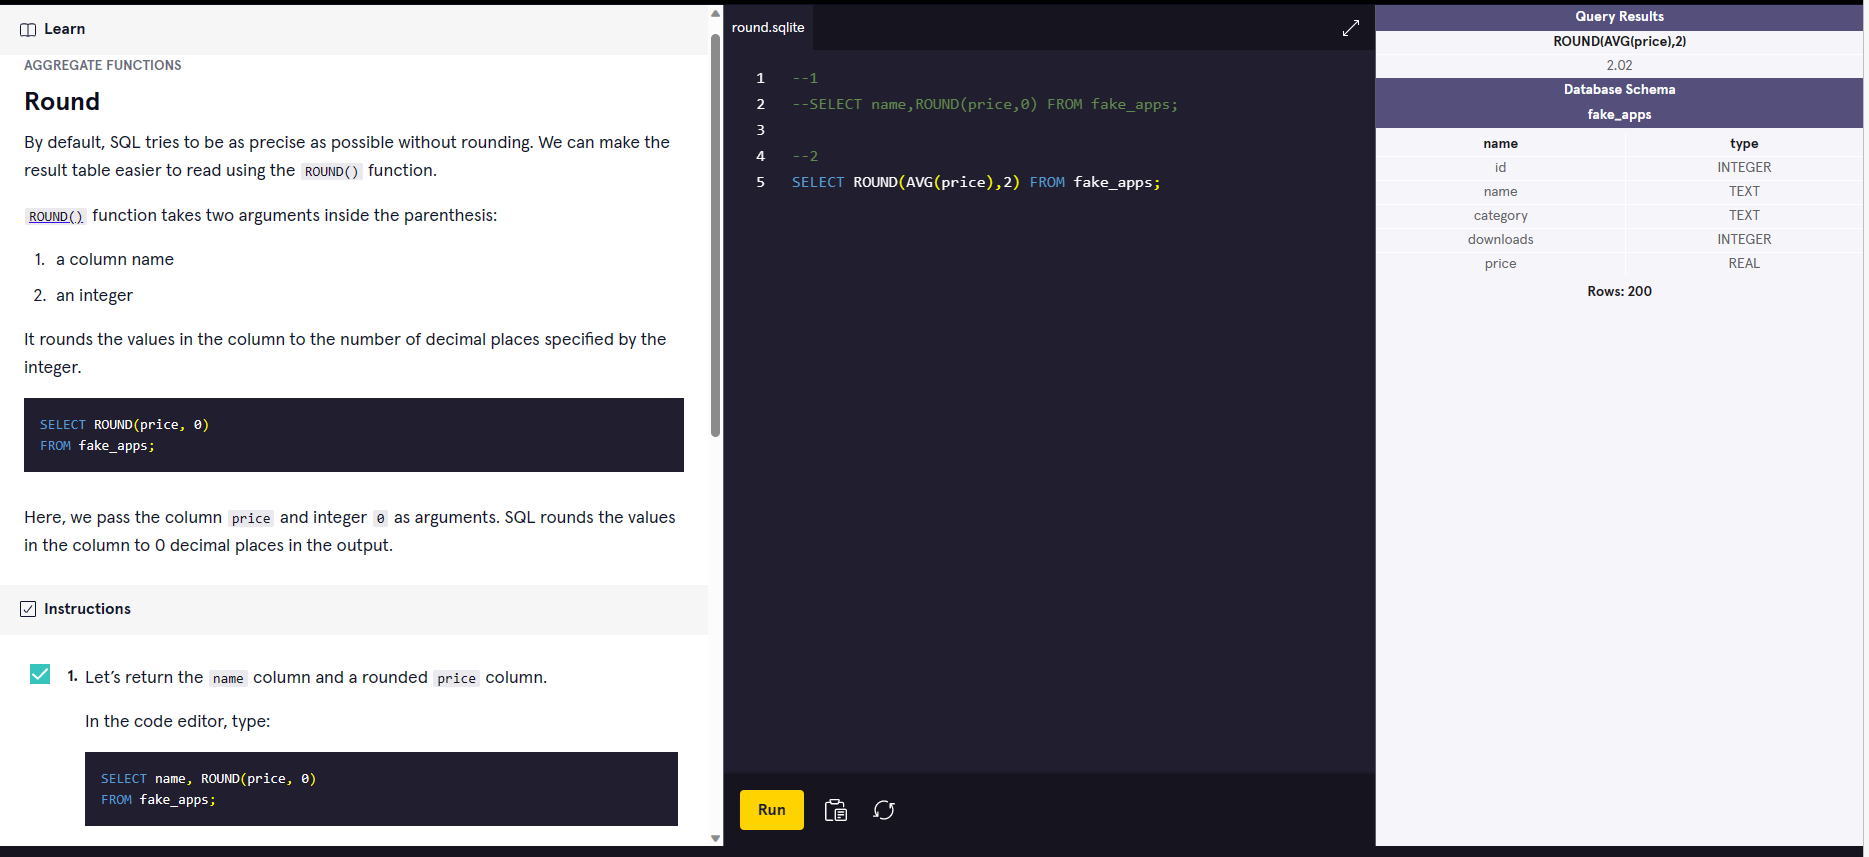 Learn
AGGREGATE FUNCTIONS
Round
By default, SQL tries to be as precise as possible without rounding. We can make the
result table easier to read using the ROUND() function.
ROUND() function takes two arguments inside the parenthesis:
1. a column name
2. an integer
It rounds the values in the column to the number of decimal places specified by the
integer.
SELECT ROUND(price, 0)
FROM fake_apps;
Here, we pass the column price and integer 0 as arguments. SQL rounds the values
in the column to 0 decimal places in the output.
Instructions
1. Let's return the name column and a rounded price column.
In the code editor, type:
SELECT name, ROUND(price, 0)
FROM fake_apps;
round.sqlite
1 --1
2 --SELECT name,ROUND(price,0) FROM fake_apps;
3
4 --2
5 SELECT ROUND(AVG(price),2) FROM fake_apps;
Run
Query Results
ROUND(AVG(price),2)
2.02
Database Schema
fake_apps
name type
id INTEGER
name TEXT
category TEXT
downloads INTEGER
price REAL
Rows: 200